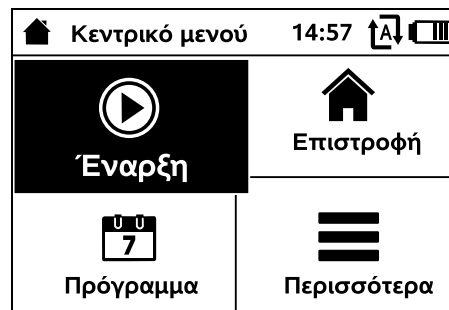 Κεντρικό μενού 14:57 A
Έναρξη
Επιστροφή
7
Πρόγραμμα
Περισσότερα